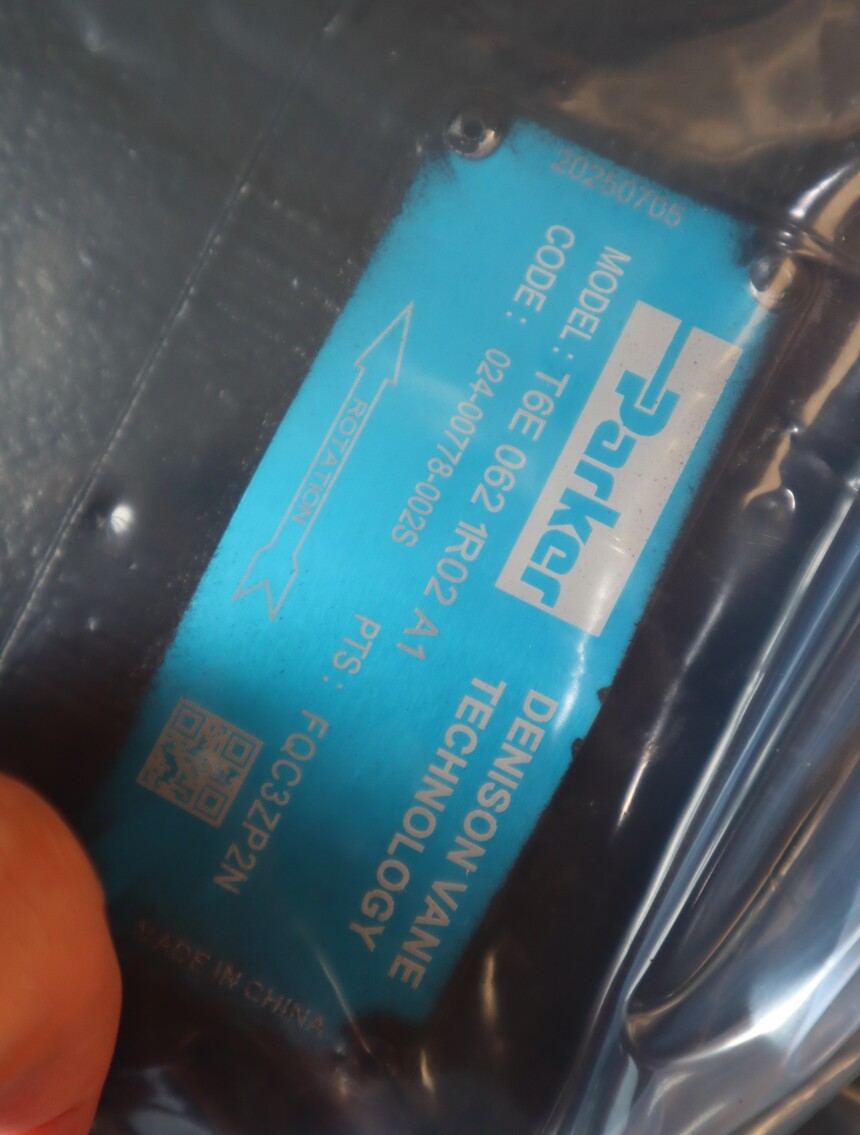 Parker
DENISON VANE
TECHNOLOGY
MODEL : T6E 062 1R02 A1
CODE : 024-00778-002S
PTS : FQC3ZP2N
ROTATION
20250705
MADE IN CHINA